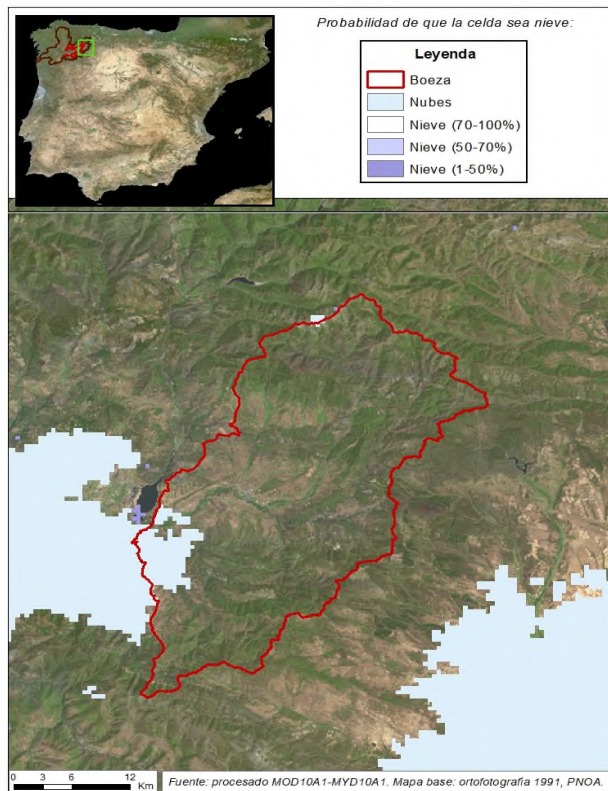 Probabilidad de que la celda sea nieve:
Leyenda
Boeza
Nubes
Nieve (70-100%)
Nieve (50-70%)
Nieve (1-50%)
0 3 6 12
Km
Fuente: procesado MOD10A1-MYD10A1. Mapa base: ortofotografía 1991, PNOA.